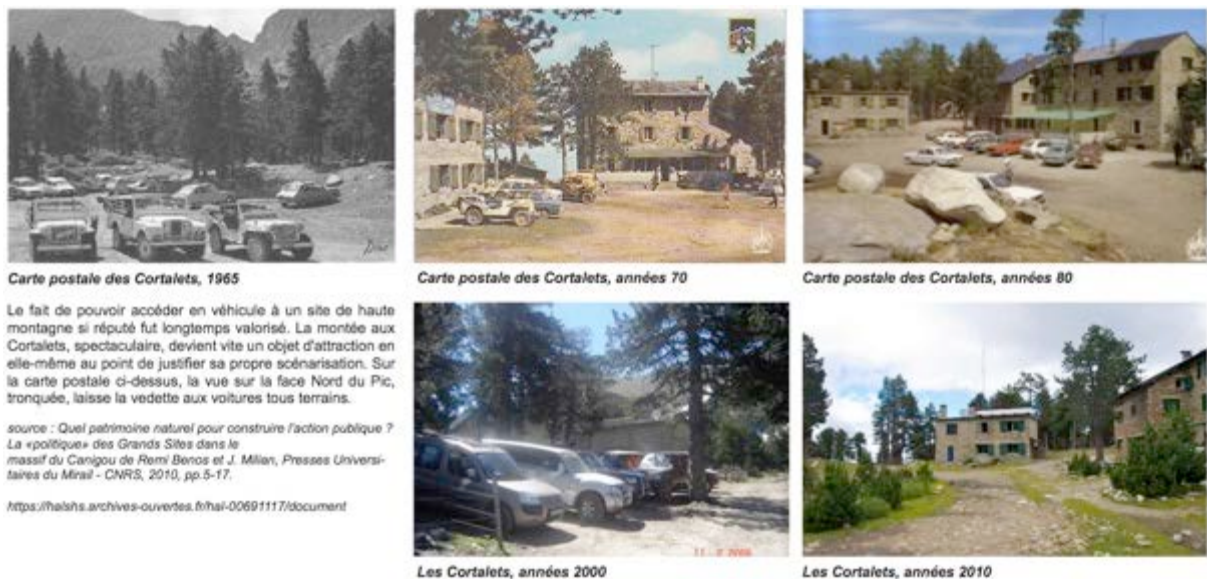 Carte postale des Cortalets, 1965
Carte postale des Cortalets, années 70
Carte postale des Cortalets, années 80
Le fait de pouvoir accéder en véhicule à un site de haute
montagne si réputé fut longtemps valorisé. La montée aux
Cortalets, spectaculaire, devient vite un objet d'attraction en
elle-même au point de justifier sa propre scénarisation. Sur
la carte postale ci-dessus, la vue sur la face Nord du Pic,
tronquée, laisse la vedette aux voitures tous terrains.
source : Quel patrimoine naturel pour construire l'action publique ?
La «politique» des Grands Sites dans le
massif du Canigou de Remi Benos et J. Milian, Presses Universi-
taires du Mirail - CNRS, 2010, pp.5-17.
https://halshs.archives-ouvertes.fr/hal-00691117/document
Les Cortalets, années 2000
Les Cortalets, années 2010